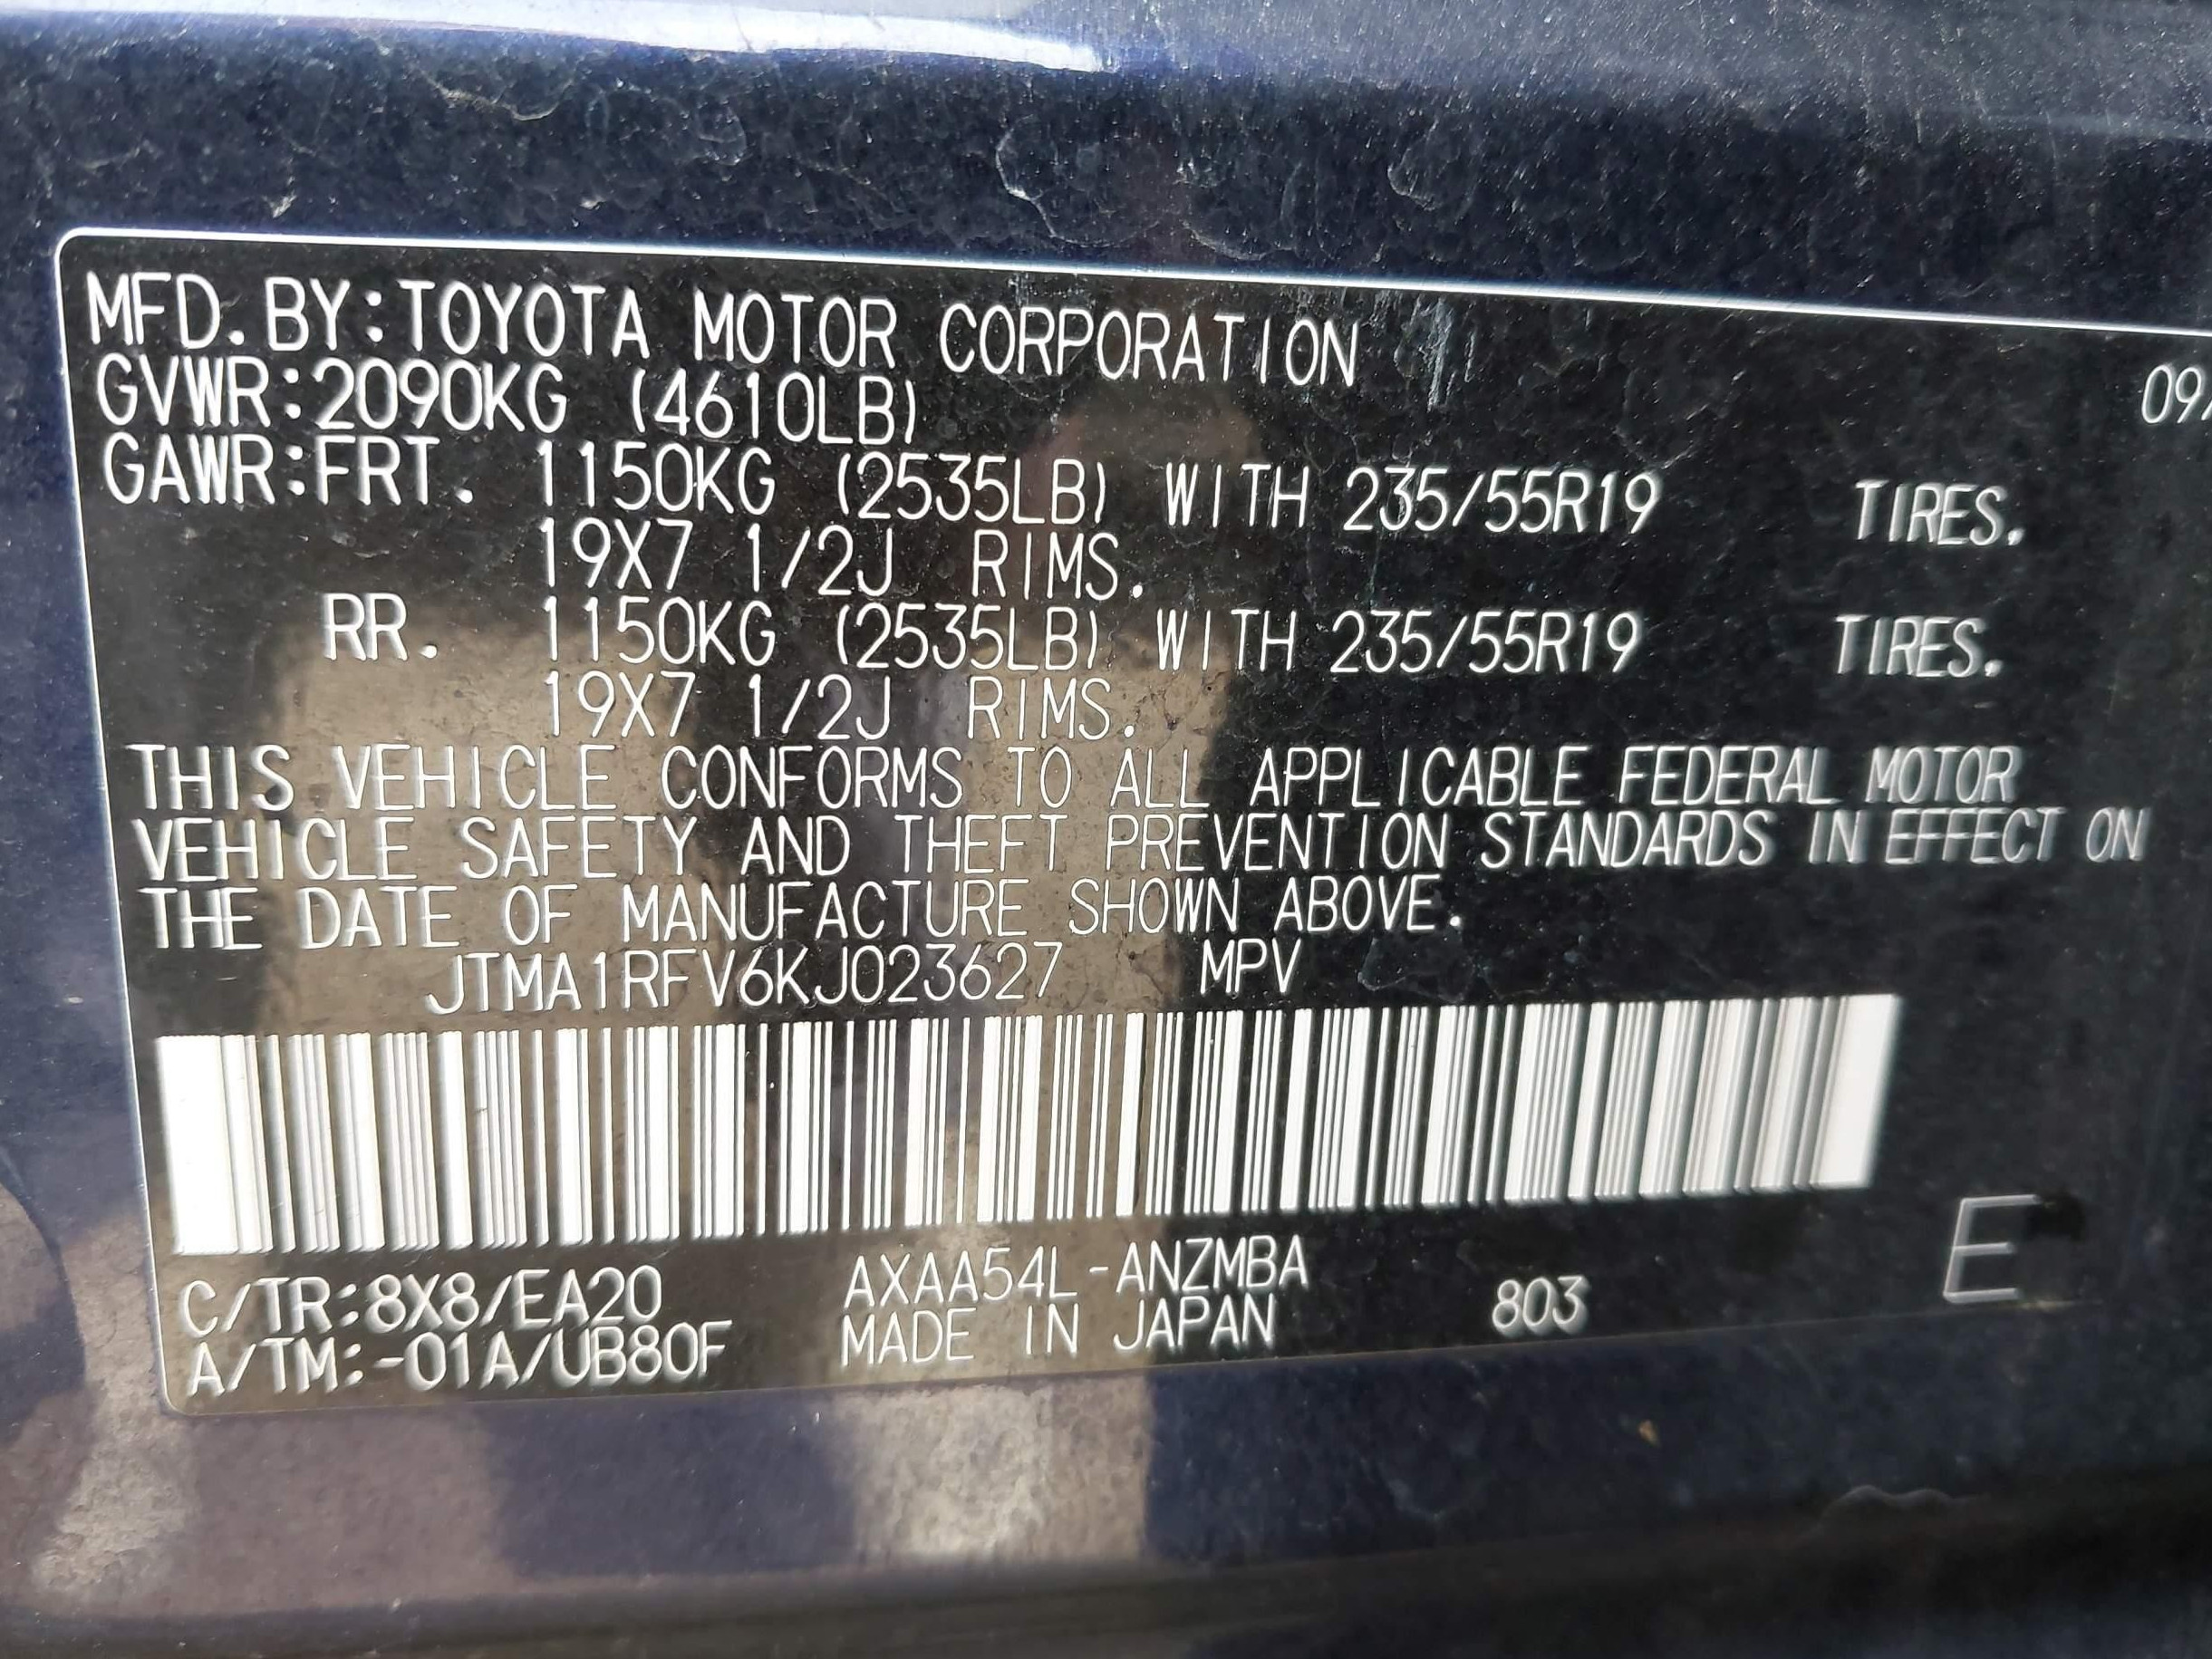 MFD.BY:TOYOTA MOTOR CORPORATION 09/
GVWR:2090KG (4610LB)
GAWR:FRT. 1150KG (2535LB) WITH 235/55R19 TIRES.
19X7 1/2J RIMS.
RR. 1150KG (2535LB) WITH 235/55R19 TIRES.
19X7 1/2J RIMS.
THIS VEHICLE CONFORMS TO ALL APPLICABLE FEDERAL MOTOR
VEHICLE SAFETY AND THEFT PREVENTION STANDARDS IN EFFECT ON
THE DATE OF MANUFACTURE SHOWN ABOVE.
JTMA1RFV6KJ023627 MPV
C/TR:8X8/EA20 AXAA54L-ANZMBA
A/TM:-01A/UB80F MADE IN JAPAN 803 E